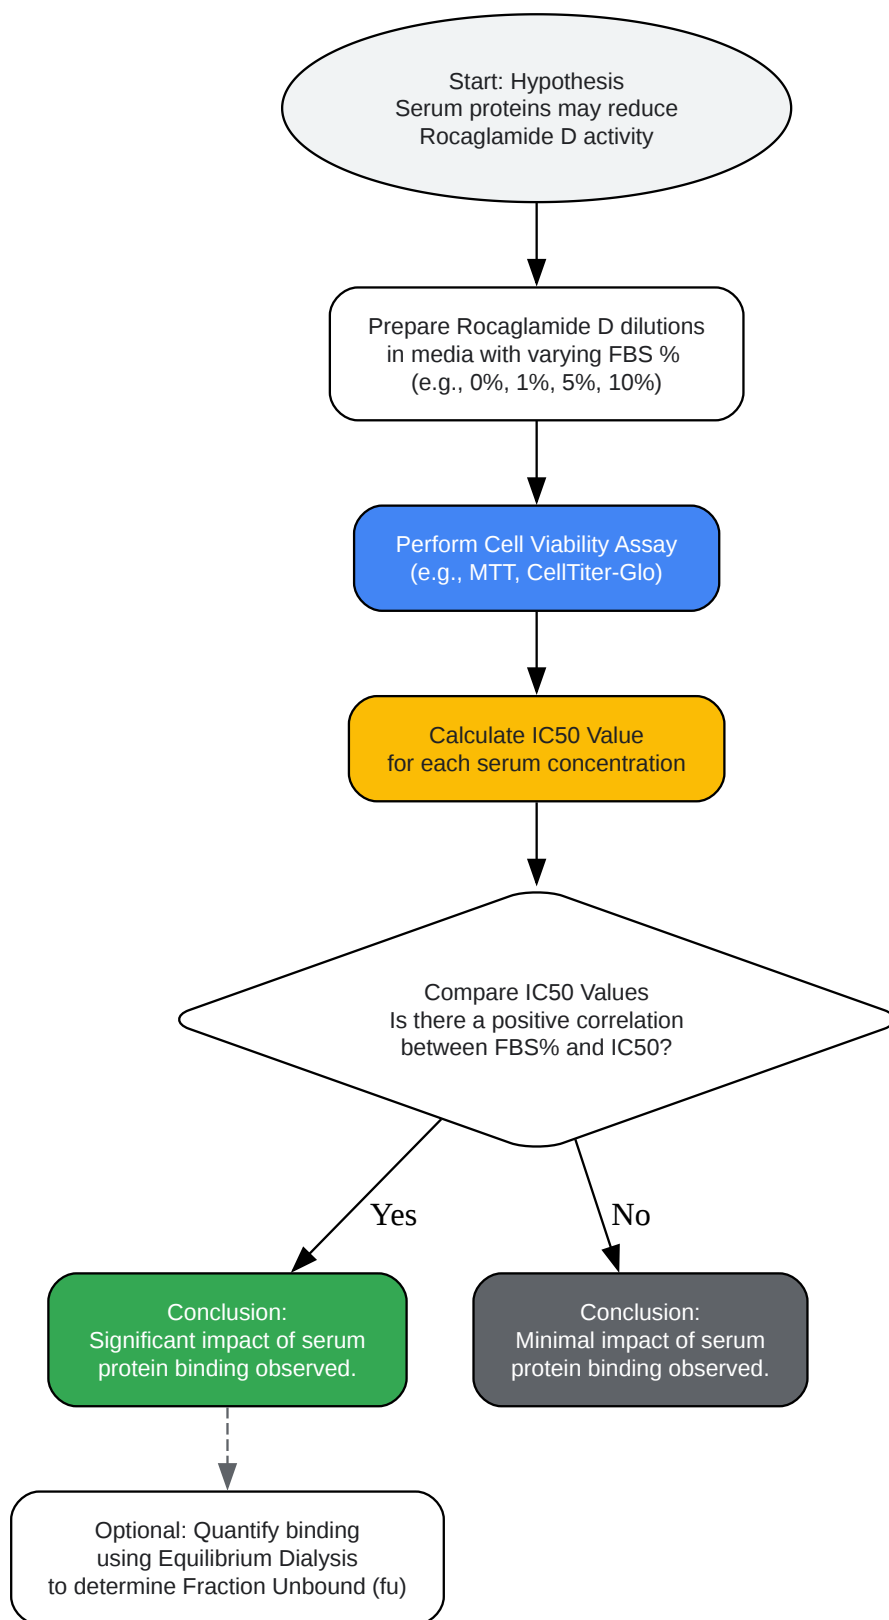 Start: Hypothesis
Serum proteins may reduce
Rocaglamide D activity
Prepare Rocaglamide D dilutions
in media with varying FBS %
(e.g., 0%, 1%, 5%, 10%)
Perform Cell Viability Assay
(e.g., MTT, CellTiter-Glo)
Calculate IC50 Value
for each serum concentration
Compare IC50 Values
Is there a positive correlation
between FBS% and IC50?
Yes
No
Conclusion:
Significant impact of serum
protein binding observed.
Conclusion:
Minimal impact of serum
protein binding observed.
Optional: Quantify binding
using Equilibrium Dialysis
to determine Fraction Unbound (fu)